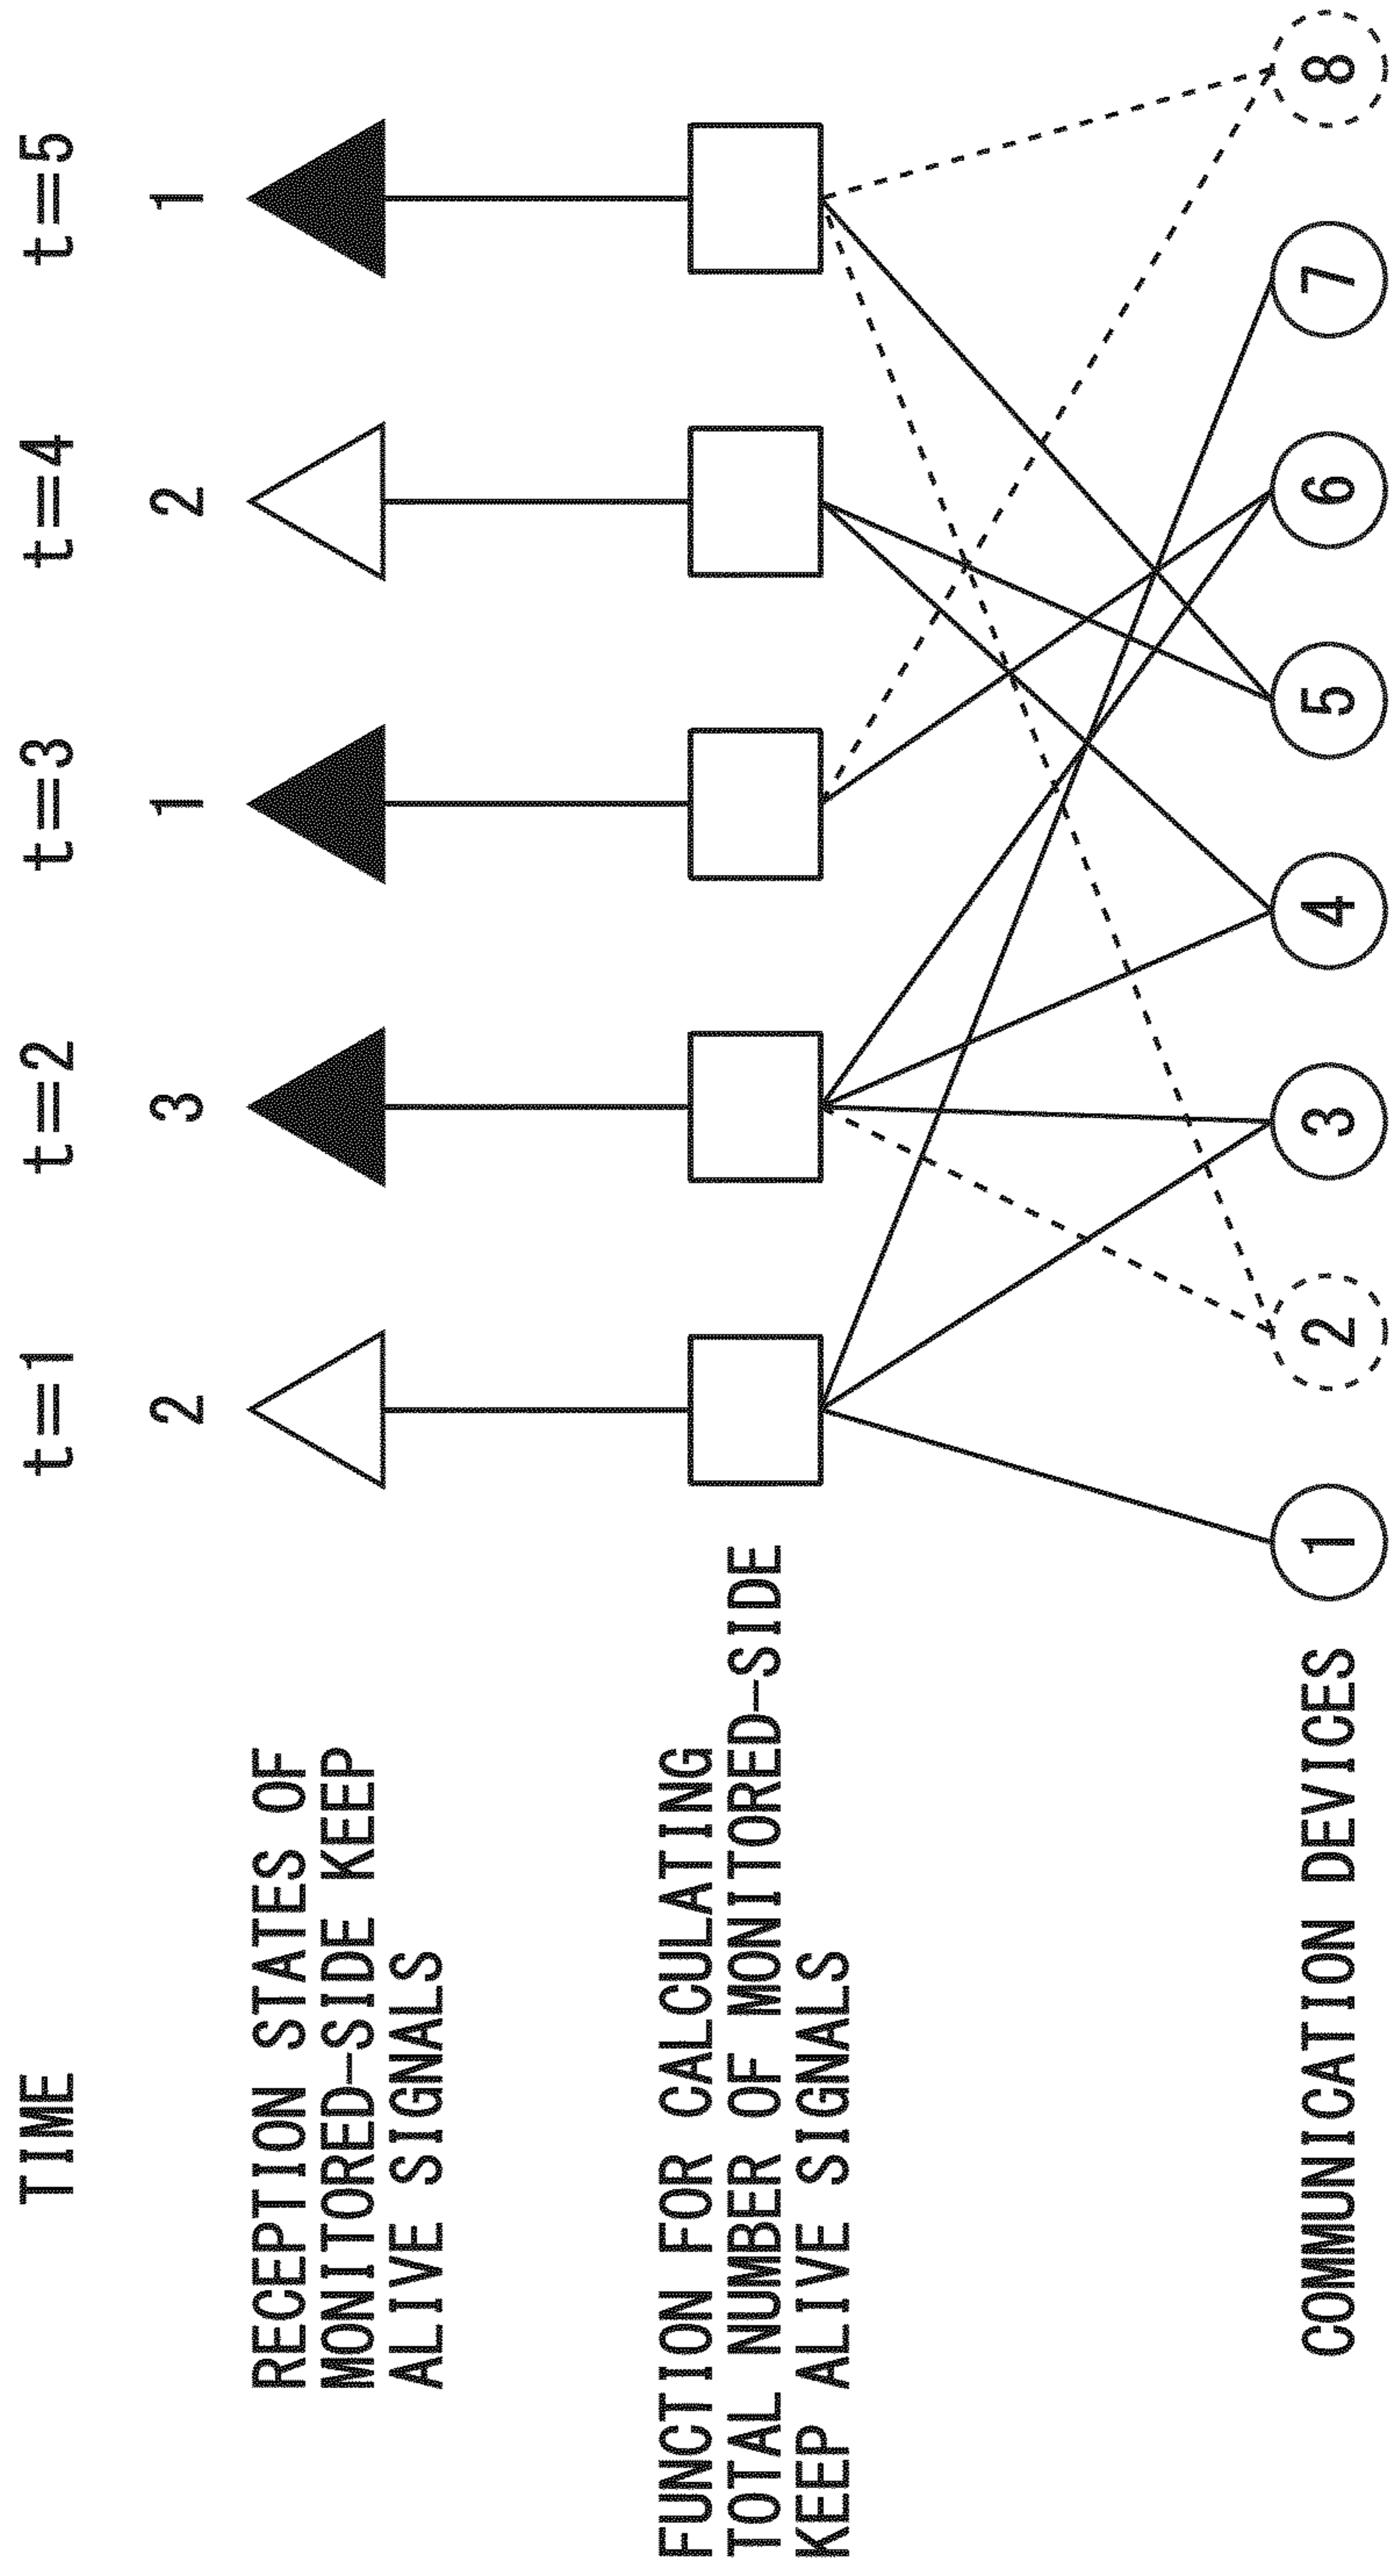 TIME t=1 t=2 t=3 t=4 t=5
2 3 1 2 1
RECEPTION STATES OF
MONITORED-SIDE KEEP
ALIVE SIGNALS
FUNCTION FOR CALCULATING
TOTAL NUMBER OF MONITORED-SIDE
KEEP ALIVE SIGNALS
COMMUNICATION DEVICES 1 2 3 4 5 6 7 8